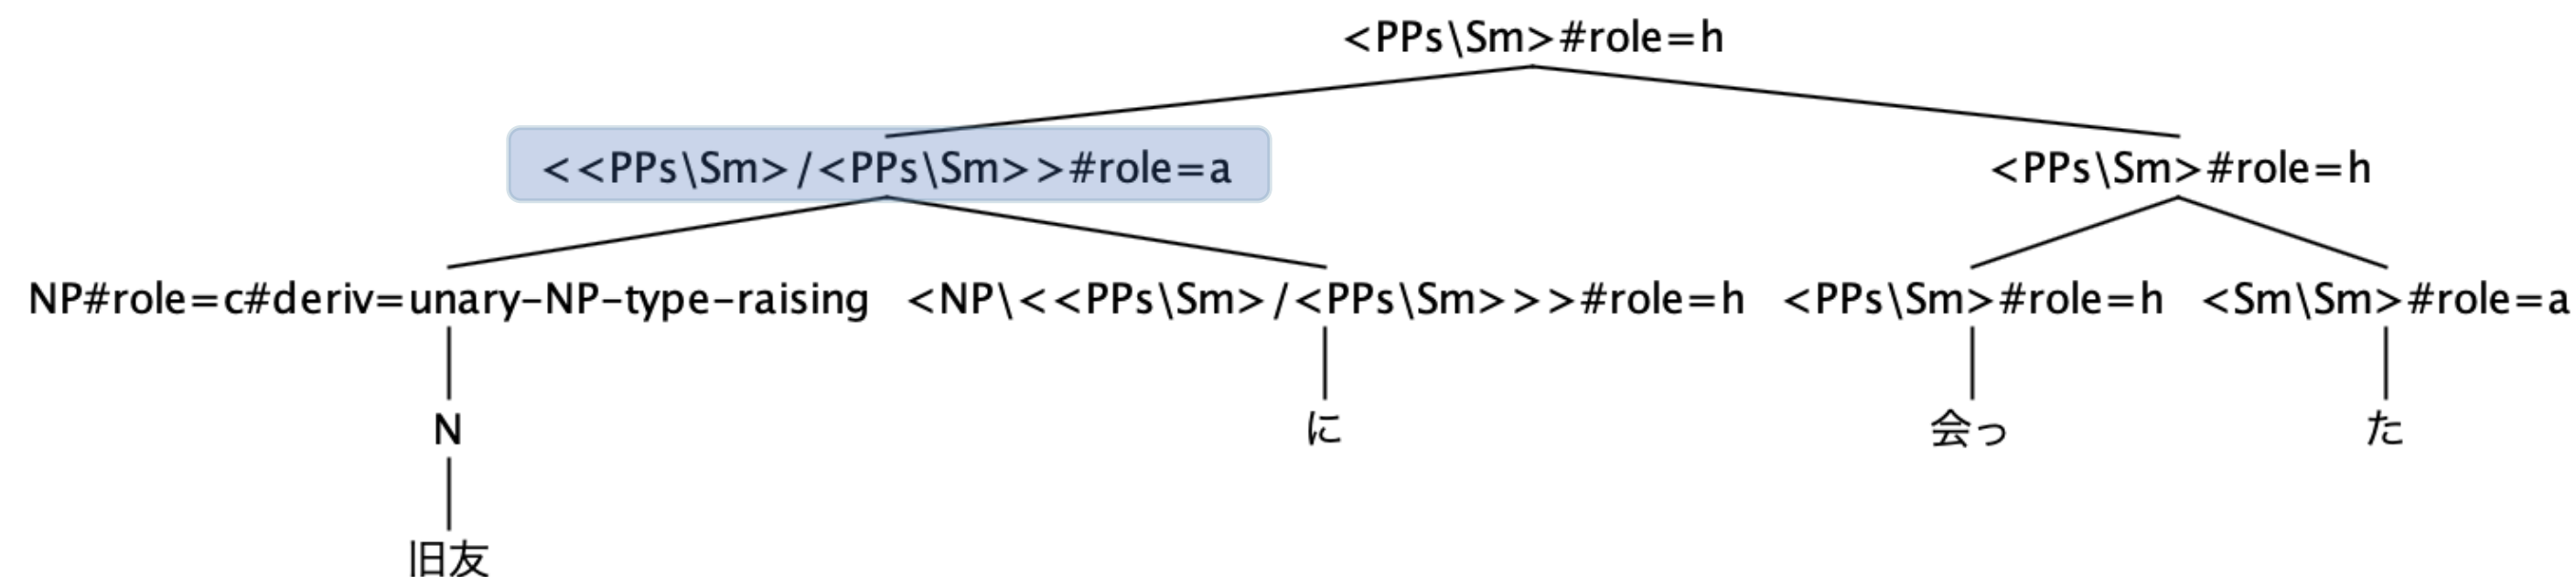 <PPs\Sm>#role=h
<<PPs\Sm>/<PPs\Sm>>#role=a <PPs\Sm>#role=h
NP#role=c#deriv=unary-NP-type-raising <NP\<<PPs\Sm>/<PPs\Sm>>>#role=h <PPs\Sm>#role=h <Sm\Sm>#role=a
N に 会っ た
旧友